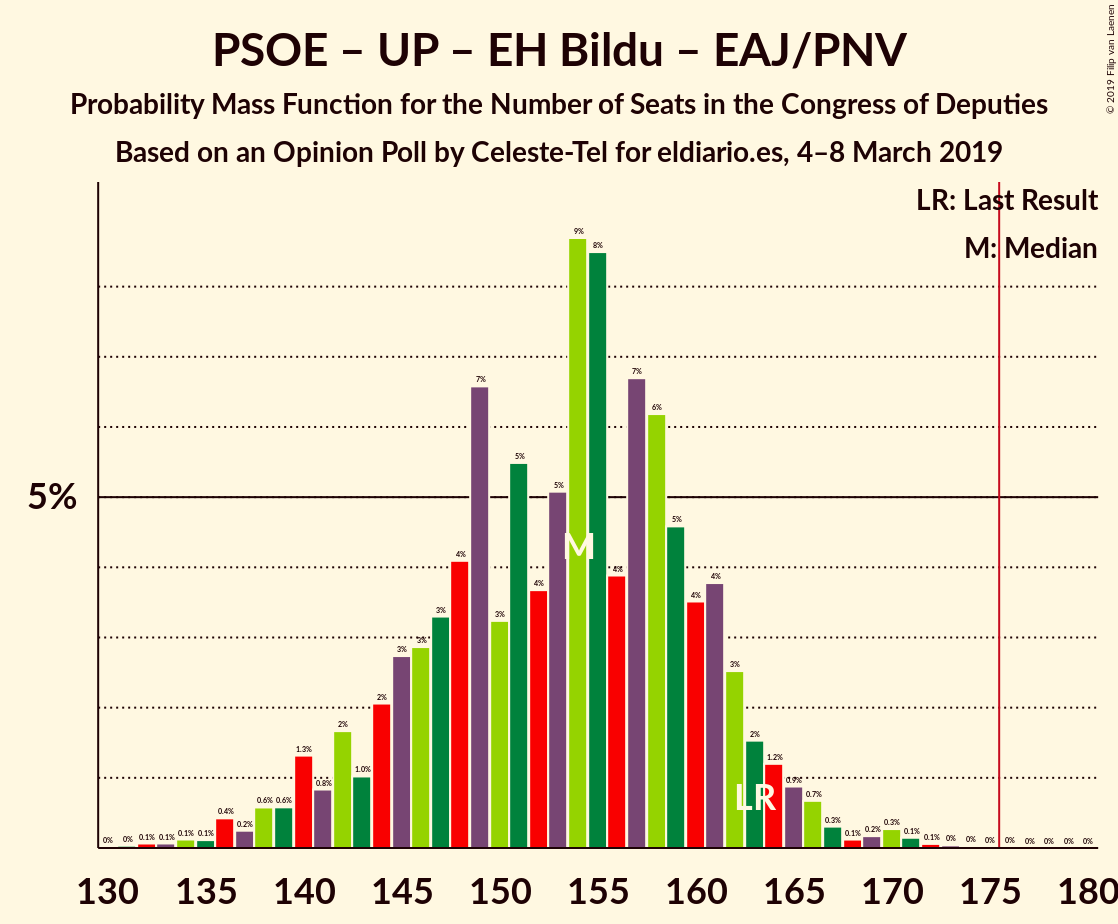 PSOE – UP – EH Bildu – EAJ/PNV
Probability Mass Function for the Number of Seats in the Congress of Deputies
Based on an Opinion Poll by Celeste-Tel for eldiario.es, 4–8 March 2019
© 2019 Filip van Laenen
LR: Last Result
M: Median
5%
0% 0% 0.1% 0.1% 0.1% 0.1% 0.4% 0.2% 0.6% 0.6% 1.3% 0.8% 2% 1.0% 2% 3% 3% 3% 4% 7% 3% 5% 4% 5% 9% 8% 4% 7% 6% 5% 4% 4% 3% 2% 1.2% 0.9% 0.7% 0.3% 0.1% 0.2% 0.3% 0.1% 0.1% 0% 0% 0% 0% 0% 0% 0% 0%
M
LR
130 135 140 145 150 155 160 165 170 175 180